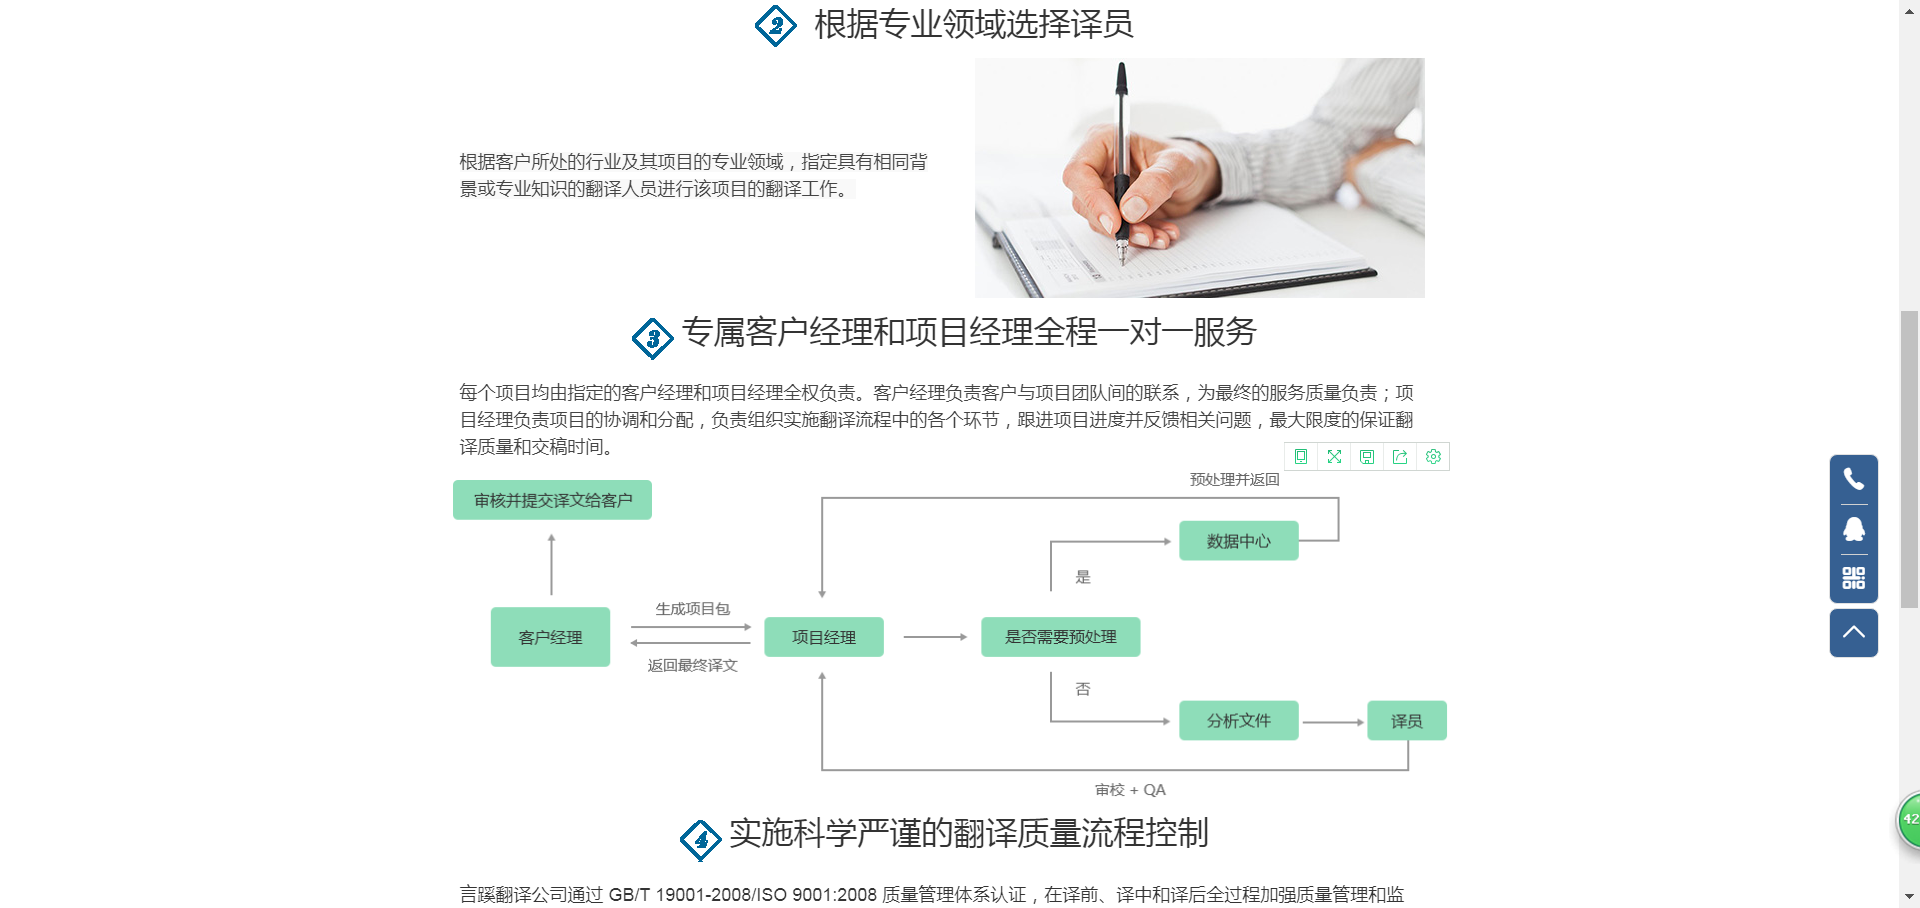 2 根据专业领域选择译员
根据客户所处的行业及其项目的专业领域，指定具有相同背
景或专业知识的翻译人员进行该项目的翻译工作。
3 专属客户经理和项目经理全程一对一服务
每个项目均由指定的客户经理和项目经理全权负责。客户经理负责客户与项目团队间的联系，为最终的服务质量负责；项
目经理负责项目的协调和分配，负责组织实施翻译流程中的各个环节，跟进项目进度并反馈相关问题，最大限度的保证翻
译质量和交稿时间。
预处理并返回
审核并提交译文给客户
数据中心
是
生成项目包
客户经理
项目经理
是否需要预处理
返回最终译文
否
分析文件
译员
审校 + QA
42
4 实施科学严谨的翻译质量流程控制
言蹊翻译公司通过 GB/T 19001-2008/ISO 9001:2008 质量管理体系认证，在译前、译中和译后全过程加强质量管理和监